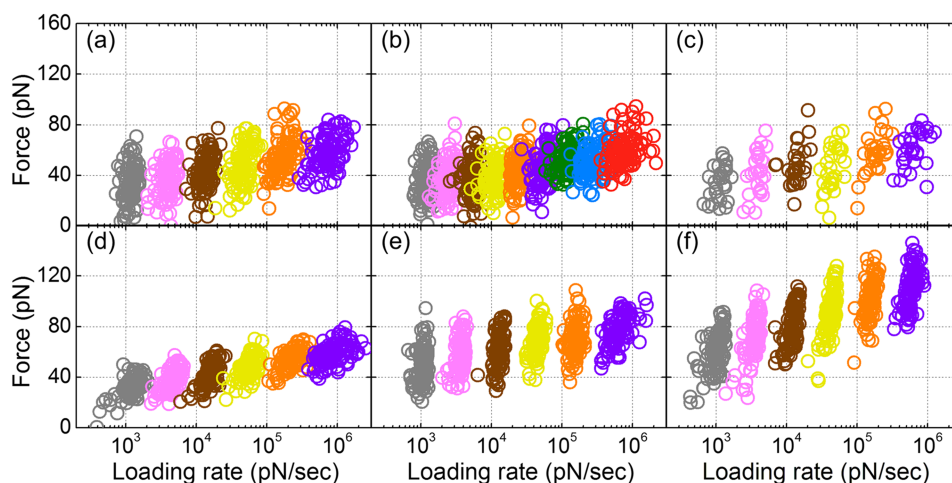 160
(a)
(b)
(c)
120
80
40
0
Force (pN)
(d)
(e)
(f)
120
80
40
0
Force (pN)
10³ 10⁴ 10⁵ 10⁶ 10³ 10⁴ 10⁵ 10⁶ 10³ 10⁴ 10⁵ 10⁶
Loading rate (pN/sec) Loading rate (pN/sec) Loading rate (pN/sec)